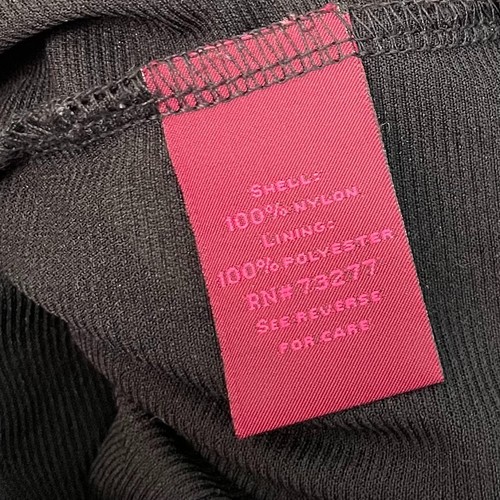 SHELL:
100% NYLON
LINING:
100% POLYESTER
RN# 73277
SEE REVERSE
FOR CARE